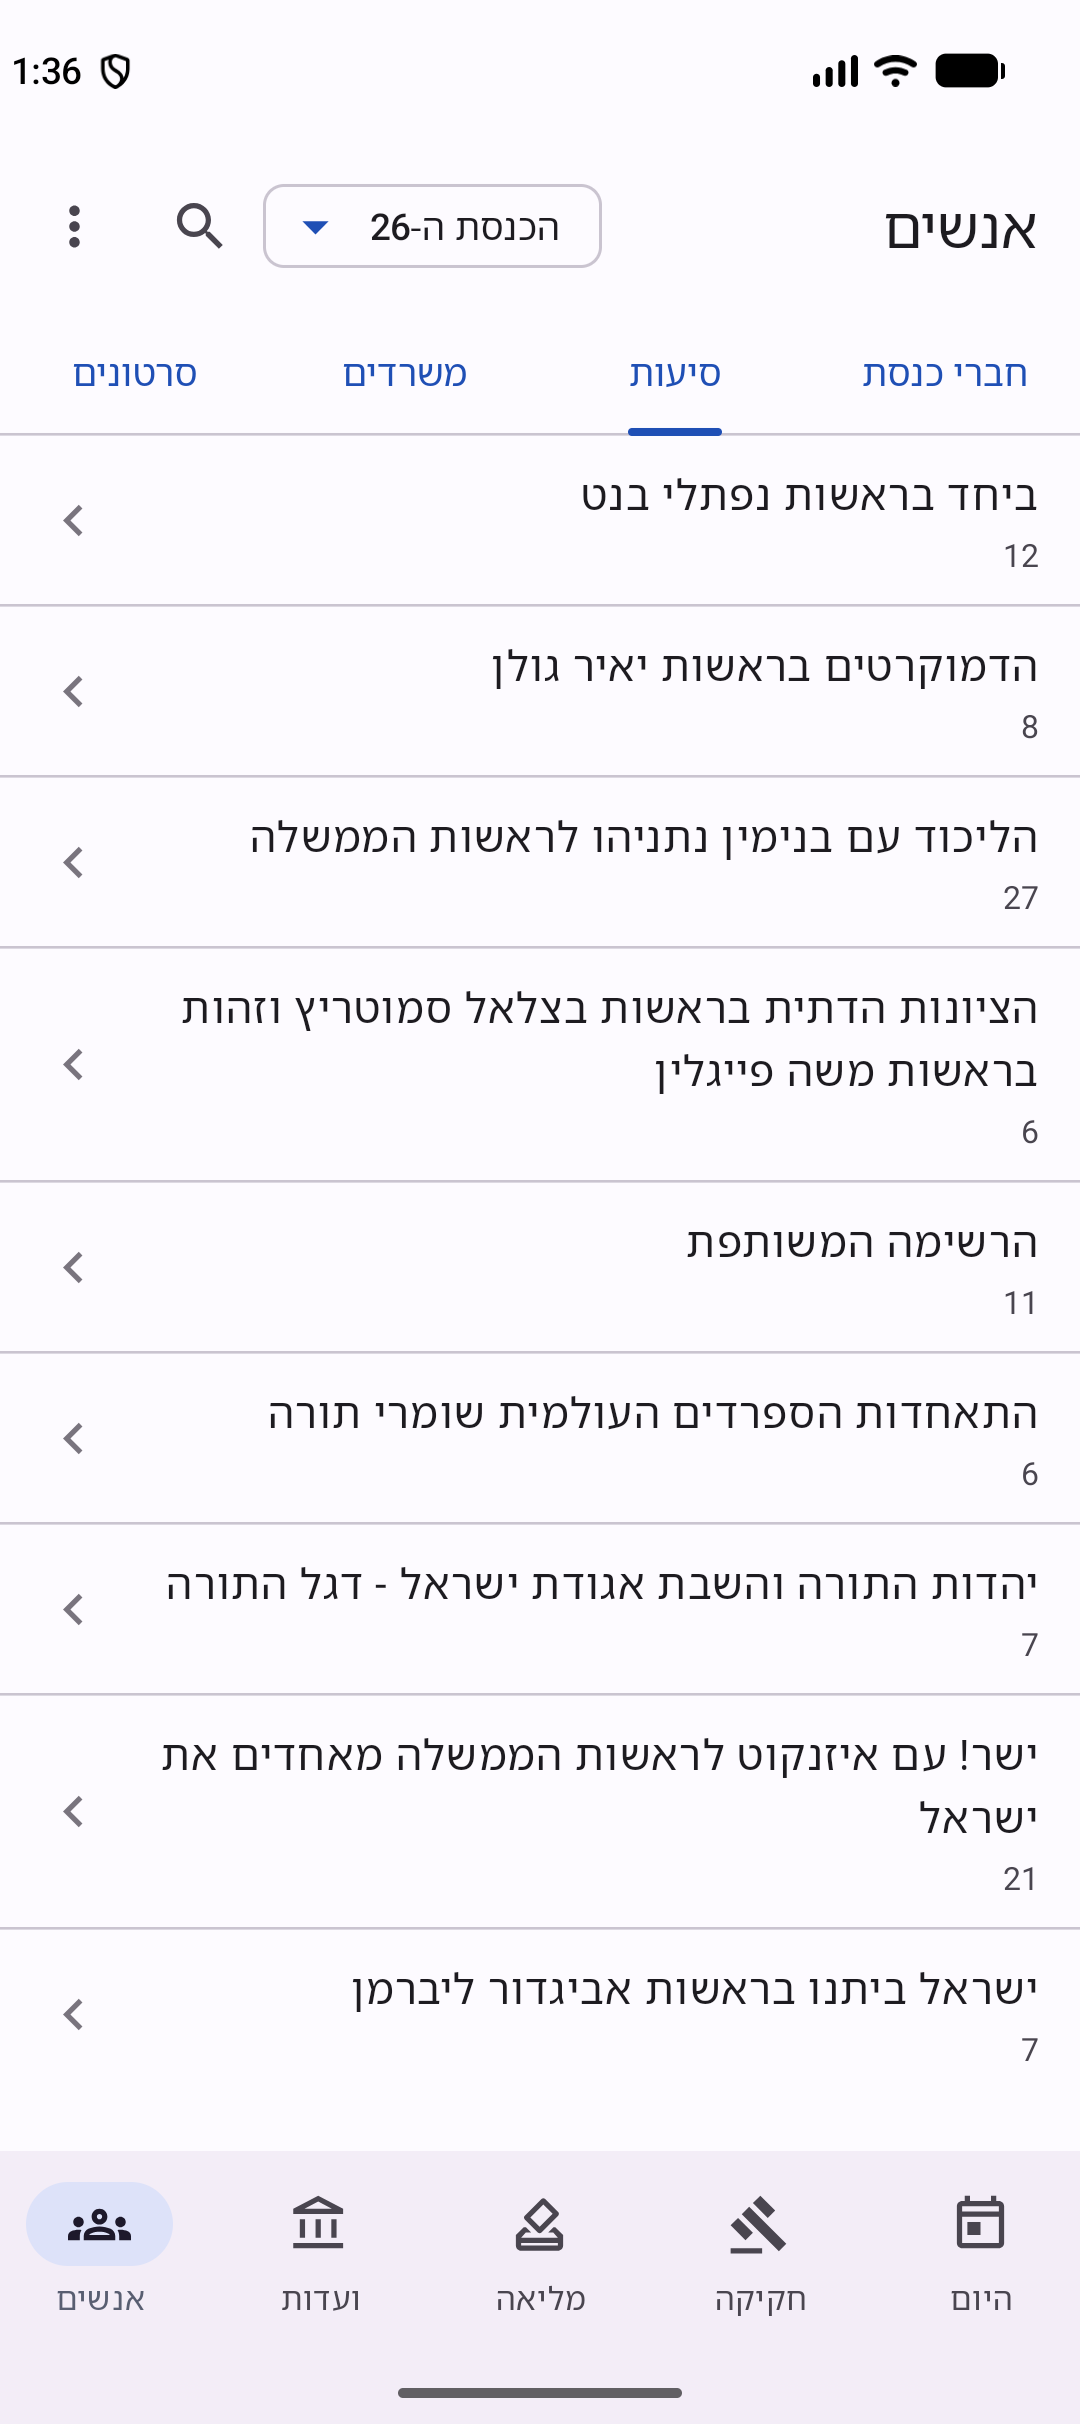 1:36
אנשים
הכנסת ה-26
חברי כנסת
סיעות
משרדים
סרטונים
ביחד בראשות נפתלי בנט
12
הדמוקרטים בראשות יאיר גולן
8
הליכוד עם בנימין נתניהו לראשות הממשלה
27
הציונות הדתית בראשות בצלאל סמוטריץ וזהות
בראשות משה פייגלין
6
הרשימה המשותפת
11
התאחדות הספרדים העולמית שומרי תורה
6
יהדות התורה והשבת אגודת ישראל - דגל התורה
7
ישר! עם איזנקוט לראשות הממשלה מאחדים את
ישראל
21
ישראל ביתנו בראשות אביגדור ליברמן
7
היום
חקיקה
מליאה
ועדות
אנשים